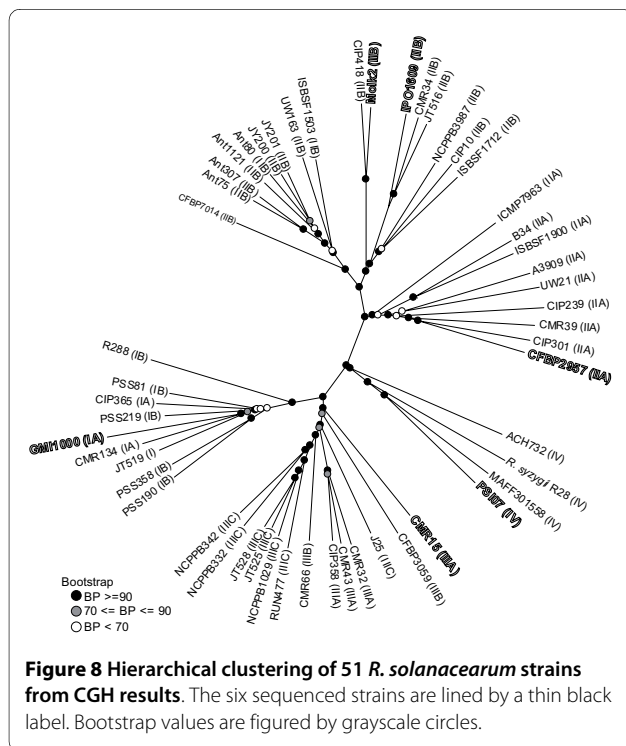 CIP418 (IIB)
Molk2 (IIB)
IPO1609 (IIB)
CMR34 (IIB)
JT516 (IIB)
NCPPB3987 (IIB)
CIP10 (IIB)
ISBSF1712 (IIB)
ICMP7963 (IIA)
B34 (IIA)
ISBSF1900 (IIA)
A3909 (IIA)
UW21 (IIA)
CIP239 (IIA)
CMR39 (IIA)
CIP301 (IIA)
CFBP2957 (IIA)
ACH732 (IV)
R. syzygii R28 (IV)
MAFF301558 (IV)
PSI07 (IV)
CMR15 (IIIA)
CFBP3059 (IIIB)
J25 (IIIC)
CMR32 (IIIA)
CMR43 (IIIA)
CIP358 (IIIA)
CMR66 (IIIB)
RUN477 (IIIC)
NCPPB1029 (IIIC)
JT525 (IIIC)
JT528 (IIIC)
NCPPB332 (IIIC)
NCPPB342 (IIIC)
PSS190 (IB)
PSS358 (IB)
JT519 (I)
CMR134 (IA)
GMI1000 (IA)
PSS219 (IB)
CIP365 (IA)
PSS81 (IB)
R288 (IB)
CFBP7014 (IIB)
Ant75 (IIB)
Ant307 (IIB)
Ant1121 (IIB)
Ant80 (IIB)
JY200 (IIB)
JY201 (IIB)
UW163 (IIB)
ISBSF1503 (IIB)
Bootstrap
BP >=90
70 <= BP <= 90
BP < 70
Figure 8 Hierarchical clustering of 51 R. solanacearum strains
from CGH results. The six sequenced strains are lined by a thin black
label. Bootstrap values are figured by grayscale circles.